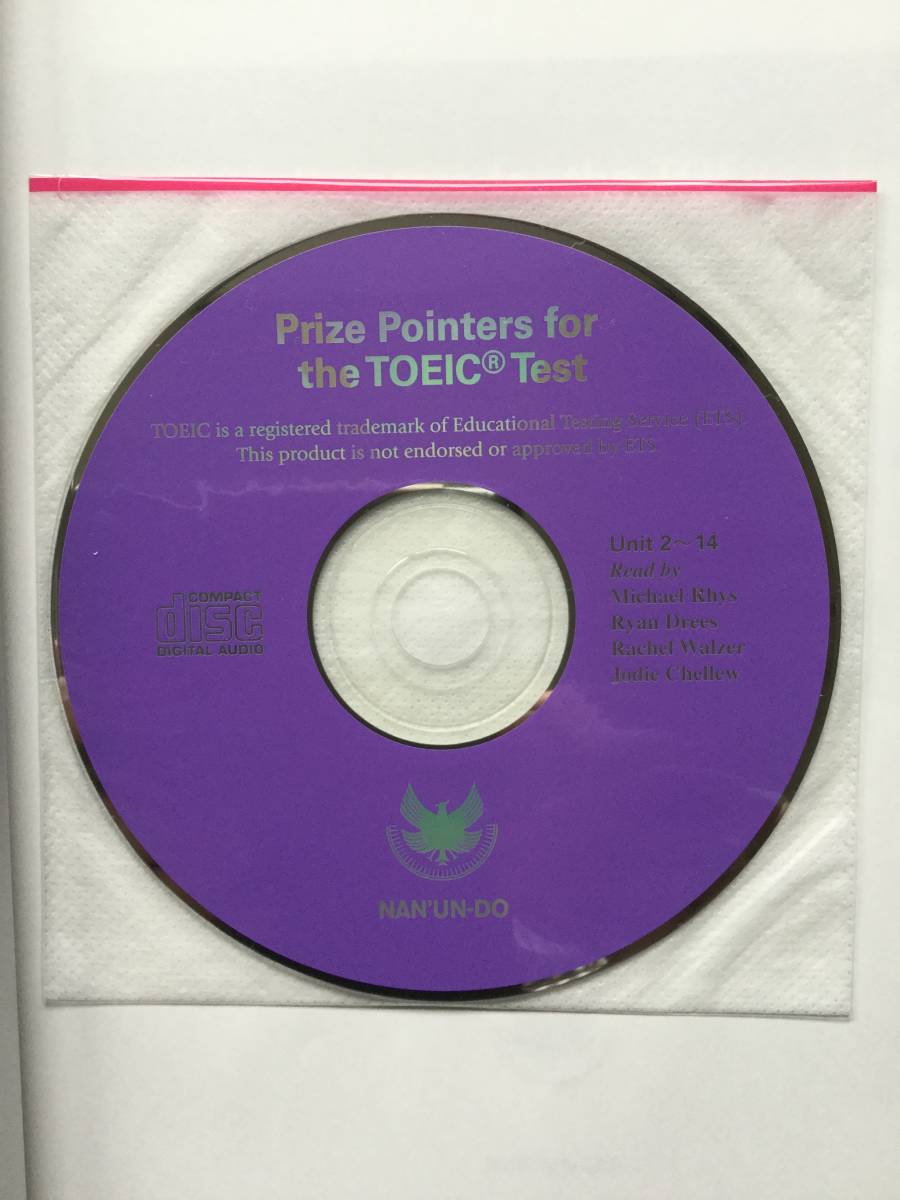 Prize Pointers for
the TOEIC® Test
TOEIC is a registered trademark of Educational Testing Service (ETS).
This product is not endorsed or approved by ETS.
Unit 2～14
Read by
Michael Rhys
Ryan Drees
Rachel Walzer
Jodie Chellew
COMPACT
disc
DIGITAL AUDIO
NAN'UN-DO